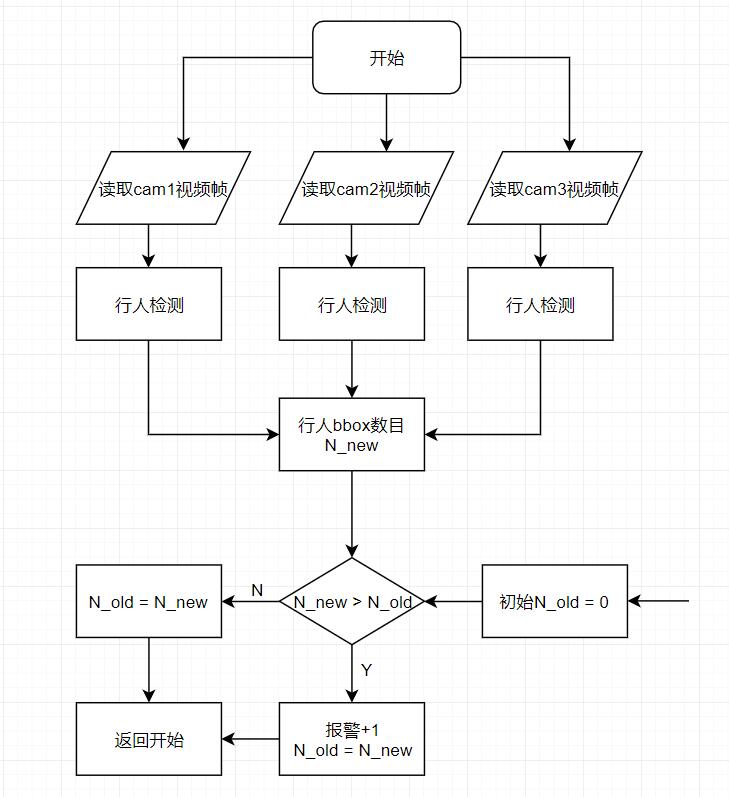 开始
读取cam1视频帧
读取cam2视频帧
读取cam3视频帧
行人检测
行人检测
行人检测
行人bbox数目
N_new
N_old = N_new
N
N_new > N_old
初始N_old = 0
Y
返回开始
报警+1
N_old = N_new